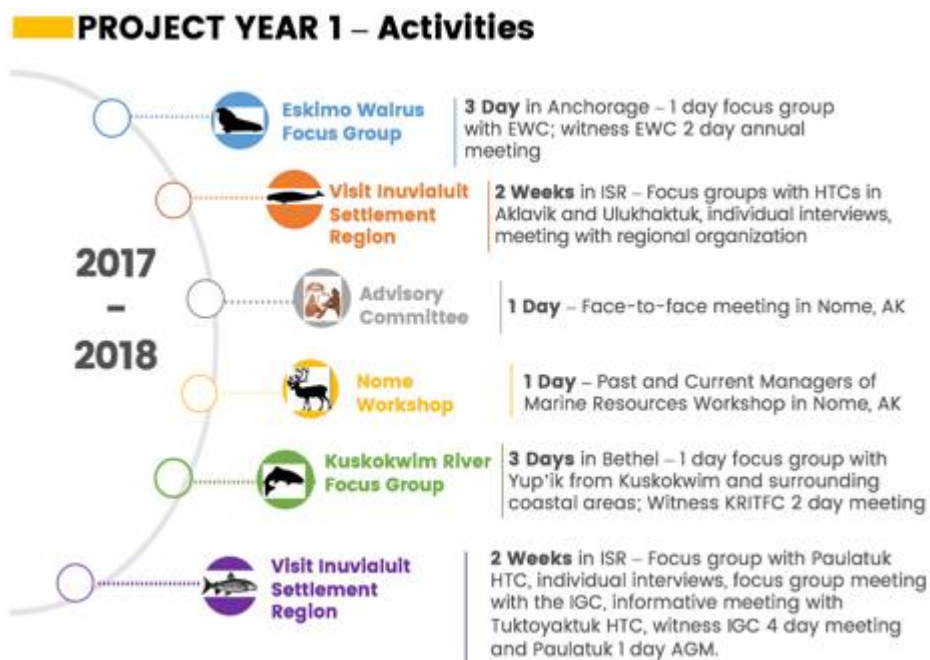 PROJECT YEAR 1 – Activities
2017
–
2018
Eskimo Walrus
Focus Group
3 Day in Anchorage – 1 day focus group
with EWC; witness EWC 2 day annual
meeting
Visit Inuvialuit
Settlement
Region
2 Weeks in ISR – Focus groups with HTCs in
Aklavik and Ulukhaktuk, individual interviews,
meeting with regional organization
Advisory
Committee
1 Day – Face-to-face meeting in Nome, AK
Nome
Workshop
1 Day – Past and Current Managers of
Marine Resources Workshop in Nome, AK
Kuskokwim River
Focus Group
3 Days in Bethel – 1 day focus group with
Yup'ik from Kuskokwim and surrounding
coastal areas; Witness KRITFC 2 day meeting
Visit Inuvialuit
Settlement
Region
2 Weeks in ISR – Focus group with Paulatuk
HTC, individual interviews, focus group meeting
with the IGC, informative meeting with
Tuktoyaktuk HTC, witness IGC 4 day meeting
and Paulatuk 1 day AGM.